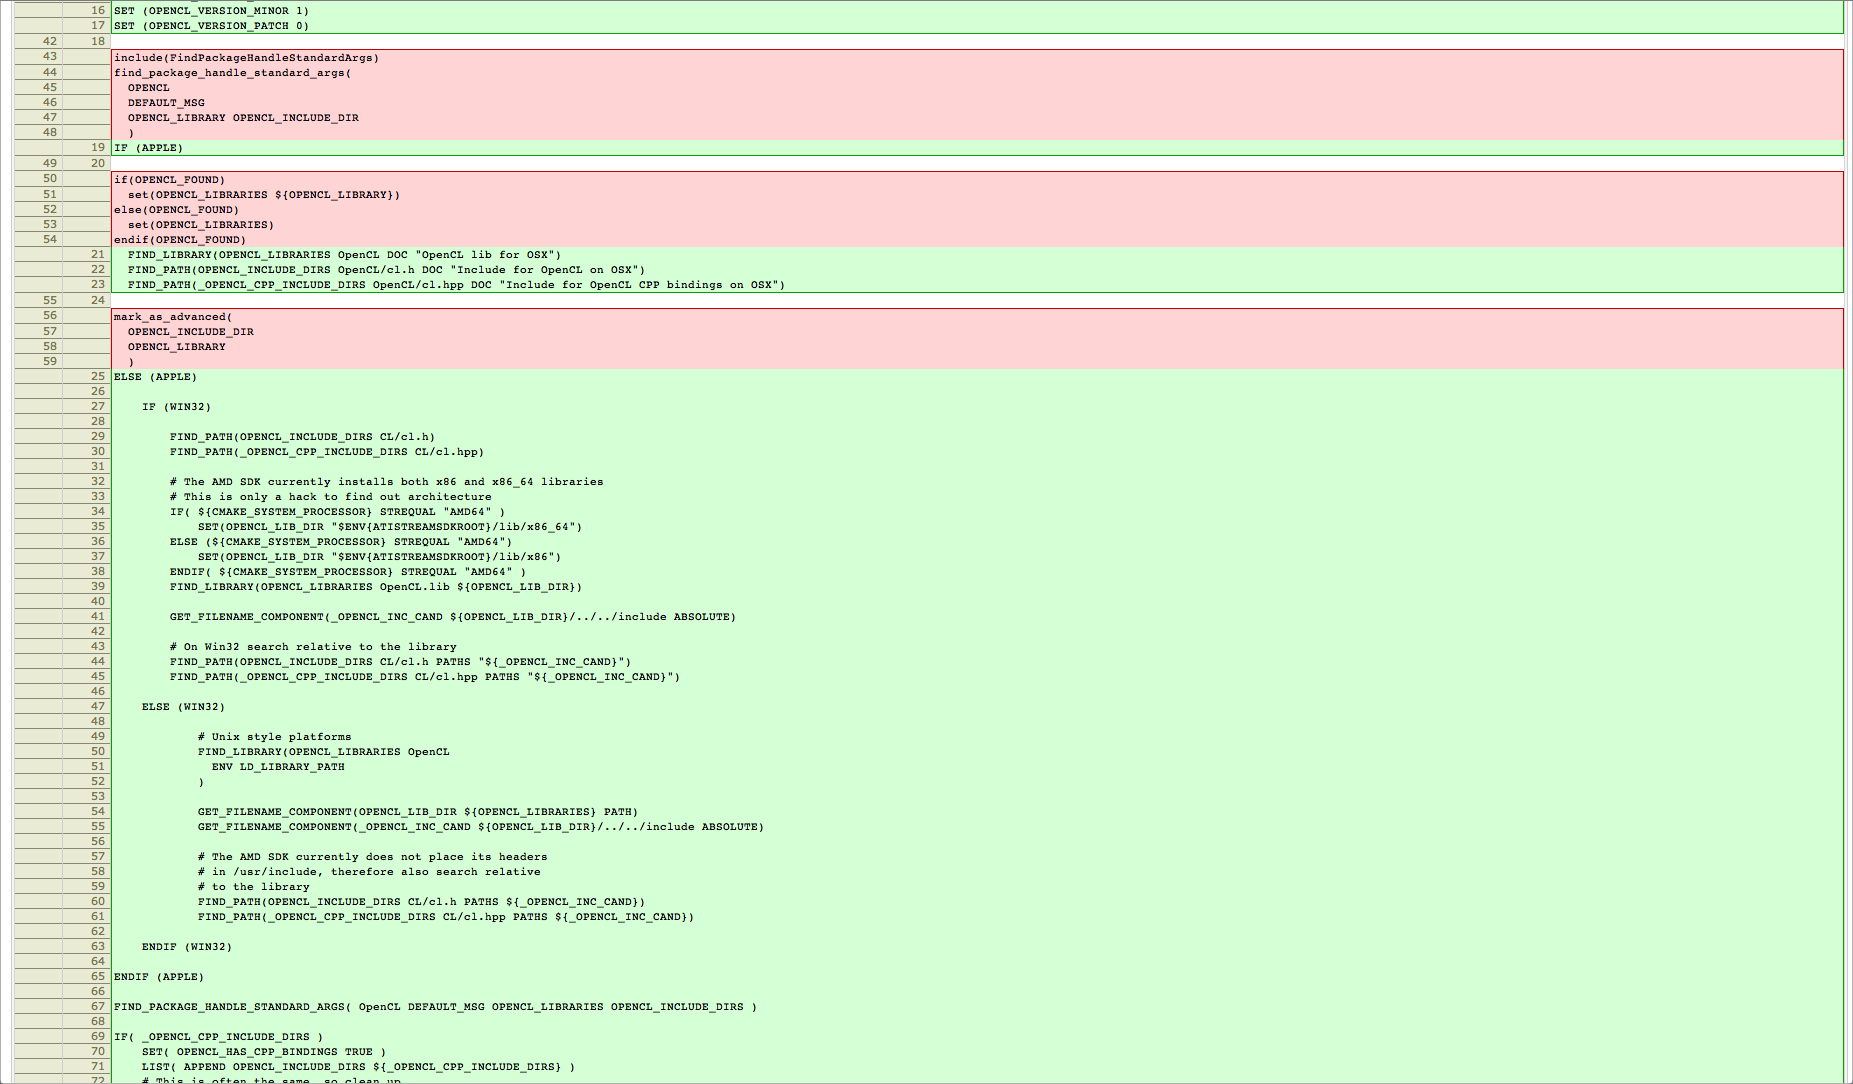 16 SET (OPENCL_VERSION_MINOR 1)
17 SET (OPENCL_VERSION_PATCH 0)
42 18
43 include(FindPackageHandleStandardArgs)
44 find_package_handle_standard_args(
45 OPENCL
46 DEFAULT_MSG
47 OPENCL_LIBRARY OPENCL_INCLUDE_DIR
48 )
19 IF (APPLE)
49 20
50 if(OPENCL_FOUND)
51 set(OPENCL_LIBRARIES ${OPENCL_LIBRARY})
52 else(OPENCL_FOUND)
53 set(OPENCL_LIBRARIES)
54 endif(OPENCL_FOUND)
21 FIND_LIBRARY(OPENCL_LIBRARIES OpenCL DOC "OpenCL lib for OSX")
22 FIND_PATH(OPENCL_INCLUDE_DIRS OpenCL/cl.h DOC "Include for OpenCL on OSX")
23 FIND_PATH(_OPENCL_CPP_INCLUDE_DIRS OpenCL/cl.hpp DOC "Include for OpenCL CPP bindings on OSX")
55 24
56 mark_as_advanced(
57 OPENCL_INCLUDE_DIR
58 OPENCL_LIBRARY
59 )
25 ELSE (APPLE)
26
27 IF (WIN32)
28
29 FIND_PATH(OPENCL_INCLUDE_DIRS CL/cl.h)
30 FIND_PATH(_OPENCL_CPP_INCLUDE_DIRS CL/cl.hpp)
31
32 # The AMD SDK currently installs both x86 and x86_64 libraries
33 # This is only a hack to find out architecture
34 IF( ${CMAKE_SYSTEM_PROCESSOR} STREQUAL "AMD64" )
35 SET(OPENCL_LIB_DIR "$ENV{ATISTREAMSDKROOT}/lib/x86_64")
36 ELSE (${CMAKE_SYSTEM_PROCESSOR} STREQUAL "AMD64")
37 SET(OPENCL_LIB_DIR "$ENV{ATISTREAMSDKROOT}/lib/x86")
38 ENDIF( ${CMAKE_SYSTEM_PROCESSOR} STREQUAL "AMD64" )
39 FIND_LIBRARY(OPENCL_LIBRARIES OpenCL.lib ${OPENCL_LIB_DIR})
40
41 GET_FILENAME_COMPONENT(_OPENCL_INC_CAND ${OPENCL_LIB_DIR}/../../include ABSOLUTE)
42
43 # On Win32 search relative to the library
44 FIND_PATH(OPENCL_INCLUDE_DIRS CL/cl.h PATHS "${_OPENCL_INC_CAND}")
45 FIND_PATH(_OPENCL_CPP_INCLUDE_DIRS CL/cl.hpp PATHS "${_OPENCL_INC_CAND}")
46
47 ELSE (WIN32)
48
49 # Unix style platforms
50 FIND_LIBRARY(OPENCL_LIBRARIES OpenCL
51 ENV LD_LIBRARY_PATH
52 )
53
54 GET_FILENAME_COMPONENT(OPENCL_LIB_DIR ${OPENCL_LIBRARIES} PATH)
55 GET_FILENAME_COMPONENT(_OPENCL_INC_CAND ${OPENCL_LIB_DIR}/../../include ABSOLUTE)
56
57 # The AMD SDK currently does not place its headers
58 # in /usr/include, therefore also search relative
59 # to the library
60 FIND_PATH(OPENCL_INCLUDE_DIRS CL/cl.h PATHS ${_OPENCL_INC_CAND})
61 FIND_PATH(_OPENCL_CPP_INCLUDE_DIRS CL/cl.hpp PATHS ${_OPENCL_INC_CAND})
62
63 ENDIF (WIN32)
64
65 ENDIF (APPLE)
66
67 FIND_PACKAGE_HANDLE_STANDARD_ARGS( OpenCL DEFAULT_MSG OPENCL_LIBRARIES OPENCL_INCLUDE_DIRS )
68
69 IF( _OPENCL_CPP_INCLUDE_DIRS )
70 SET( OPENCL_HAS_CPP_BINDINGS TRUE )
71 LIST( APPEND OPENCL_INCLUDE_DIRS ${_OPENCL_CPP_INCLUDE_DIRS} )
72 # This is often the same, so clean up